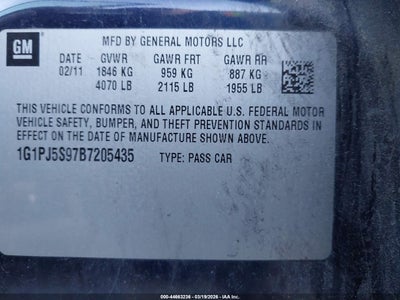 GM
MFD BY GENERAL MOTORS LLC
DATE GVWR GAWR FRT GAWR RR
02/11 1846 KG 959 KG 887 KG
4070 LB 2115 LB 1955 LB
THIS VEHICLE CONFORMS TO ALL APPLICABLE U.S. FEDERAL MOTOR
VEHICLE SAFETY, BUMPER, AND THEFT PREVENTION STANDARDS IN
EFFECT ON THE DATE OF MANUFACTURE SHOWN ABOVE.
1G1PJ5S97B7205435 TYPE: PASS CAR
000-44663236 - 03/19/2026 - IAA, LLC